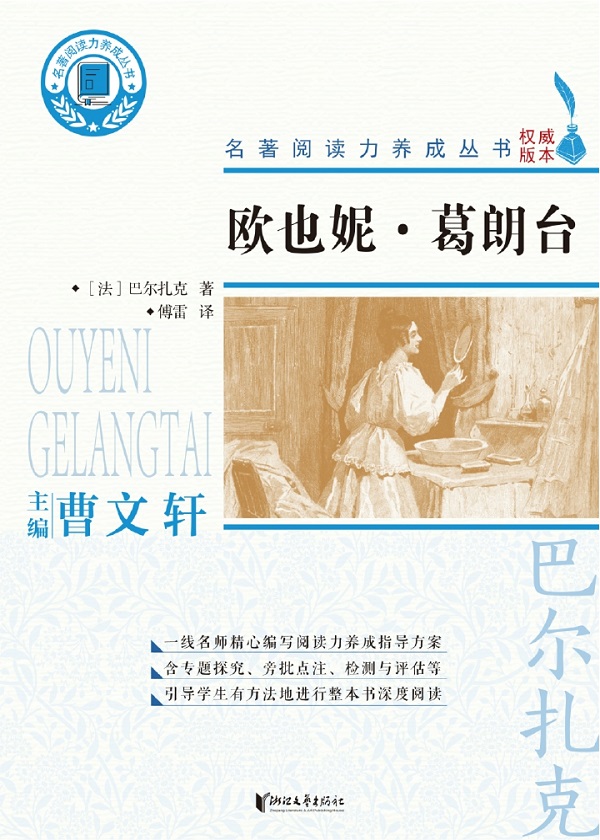 名著阅读力养成丛书
名著阅读力养成丛书 权威版本
欧也妮·葛朗台
[法] 巴尔扎克 著
傅雷 译
OUYENI
GELANGTAI
主编 曹文轩
巴尔扎克
一线名师精心编写阅读力养成指导方案
含专题探究、旁批点注、检测与评估等
引导学生有方法地进行整本书深度阅读
浙江文艺出版社